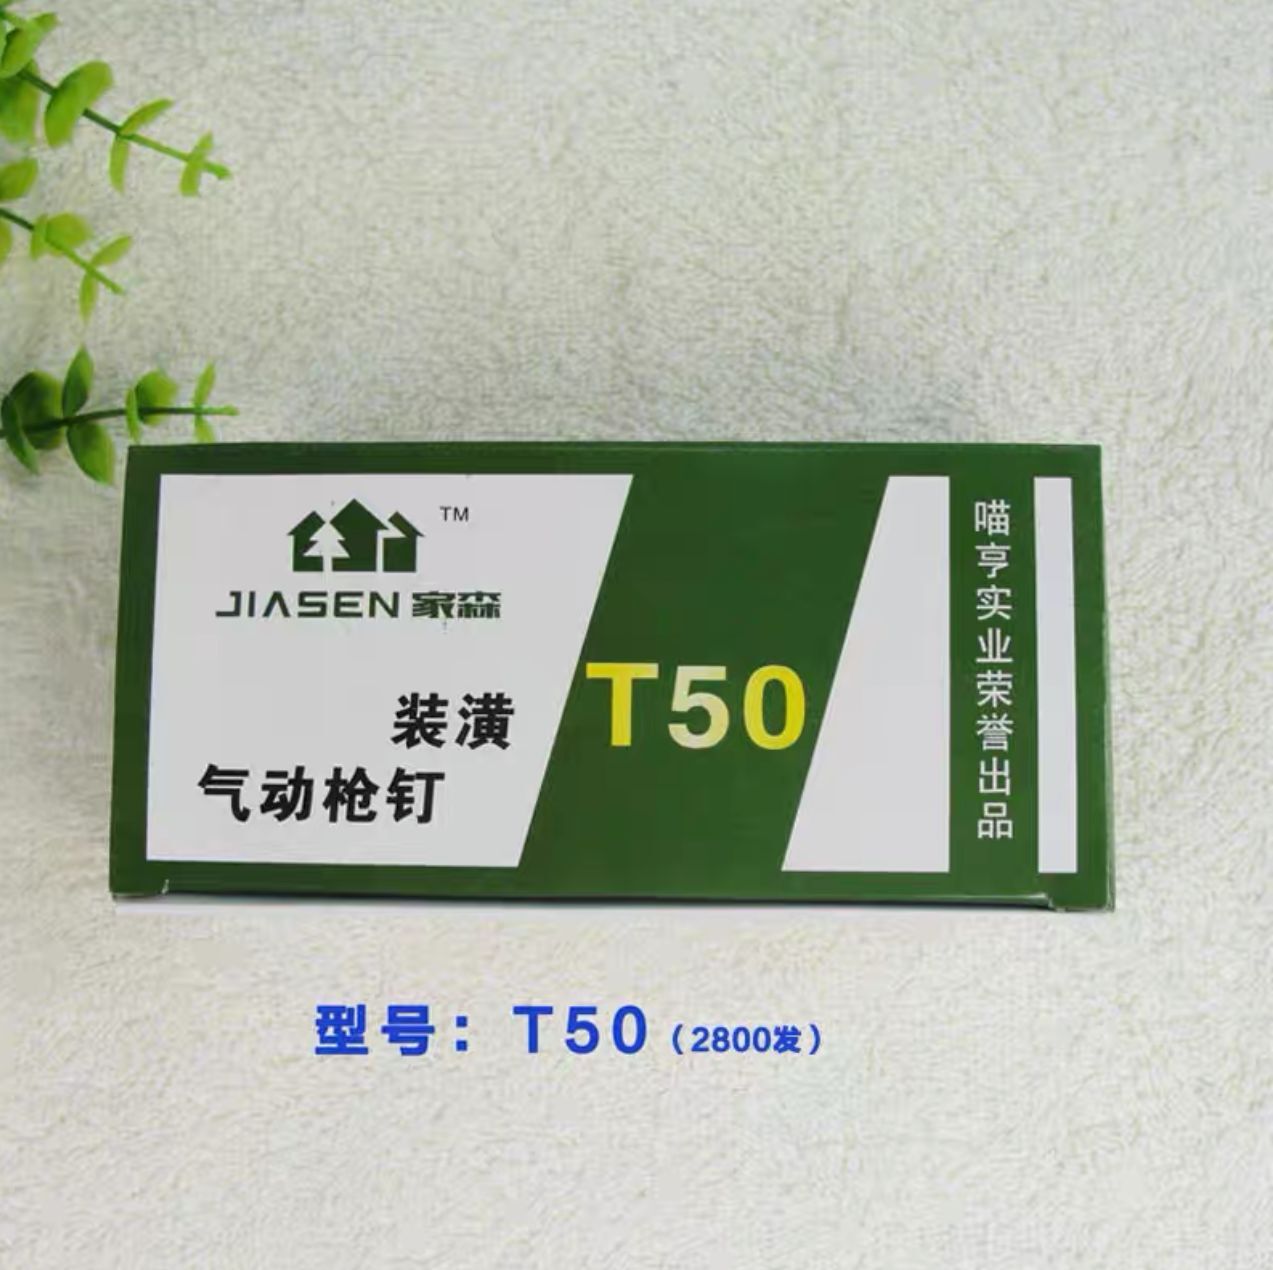 TM
JIASEN 家森
装潢
气动枪钉
T50
喵亨实业荣誉出品
型号：T50（2800发）